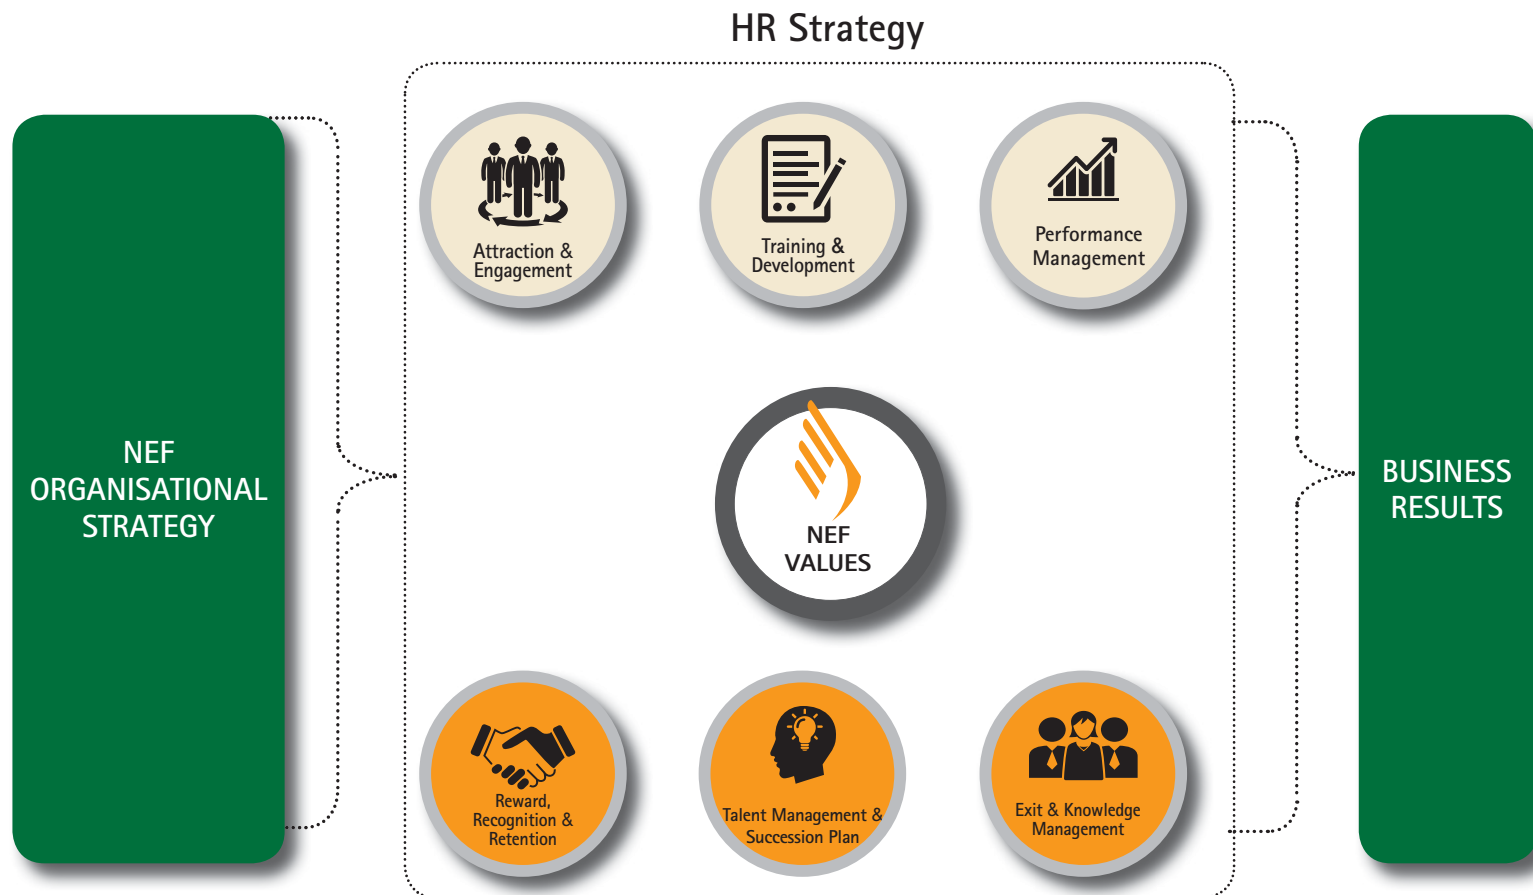 HR Strategy
NEF
ORGANISATIONAL
STRATEGY
Attraction &
Engagement
Training &
Development
Performance
Management
NEF
VALUES
Reward,
Recognition &
Retention
Talent Management &
Succession Plan
Exit & Knowledge
Management
BUSINESS
RESULTS